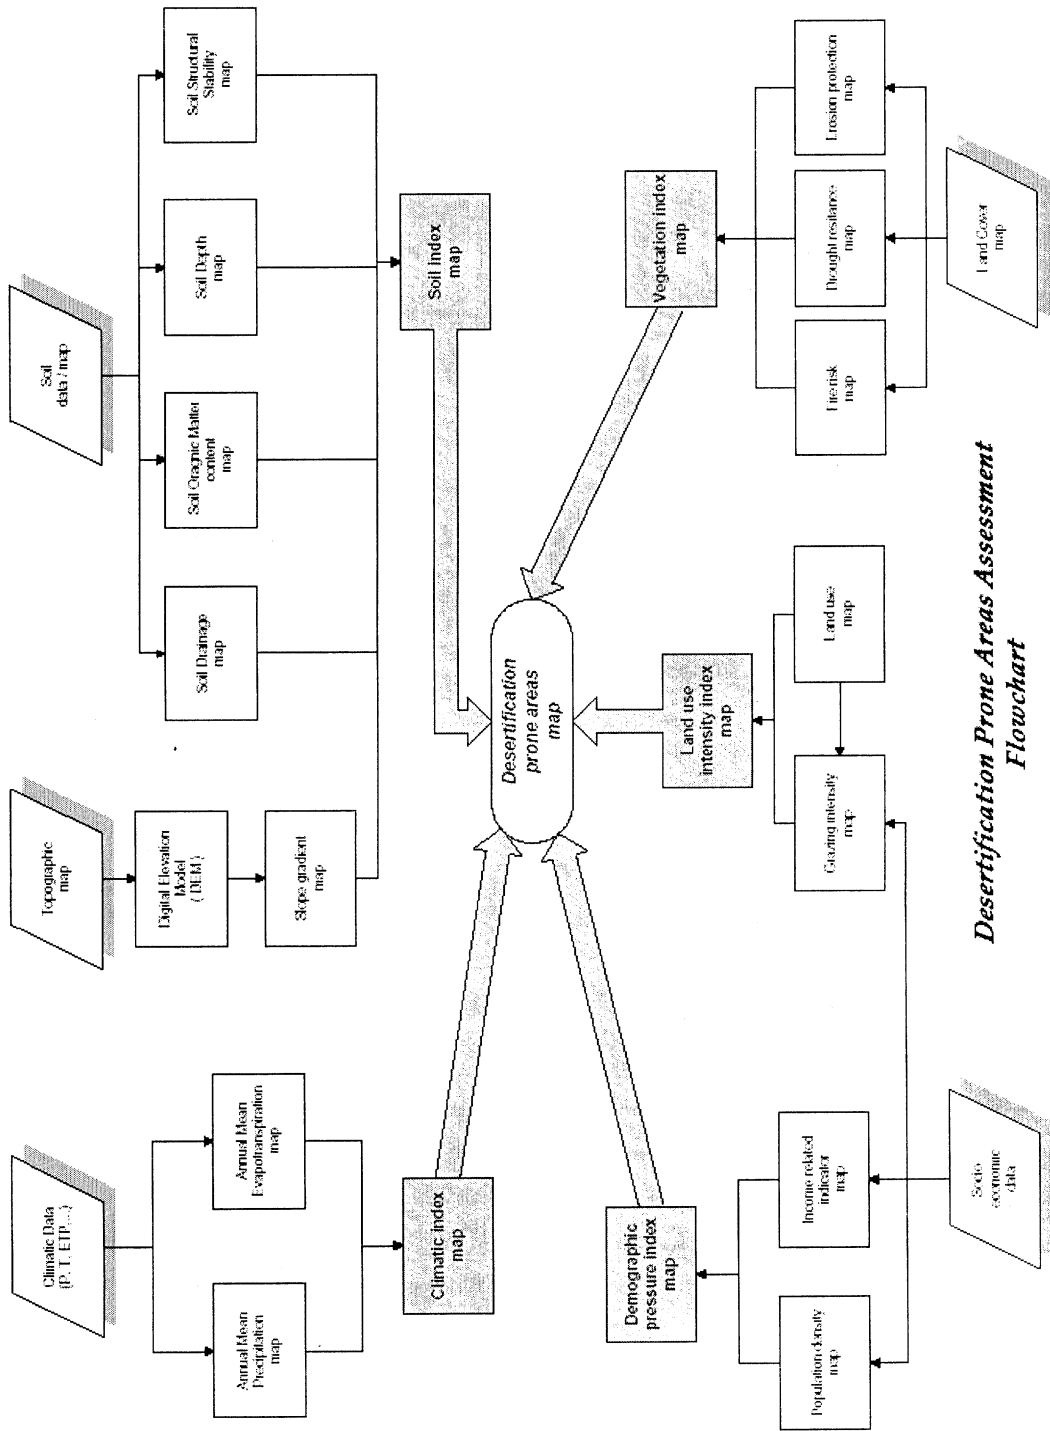 Climatic Data
(P, T, ETP,...)
Topographic
map
Soil
data / map
Annual Mean
Precipitation
map
Annual Mean
Evapotranspiration
map
Digital Elevation
Model
( DEM )
Slope gradient
map
Soil Drainage
map
Soil Oragnic Matter
content
map
Soil Depth
map
Soil Structural
Stability
map
Climatic index
map
Soil index
map
Desertification
prone areas
map
Demographic
pressure index
map
Land use
intensity index
map
Vegetation index
map
Population density
map
Income related
indicator
map
Grazing intensity
map
Land use
map
Fire risk
map
Drought resitance
map
Erosion protection
map
Socio
economic
data
Land Cover
map
Desertification Prone Areas Assessment
Flowchart